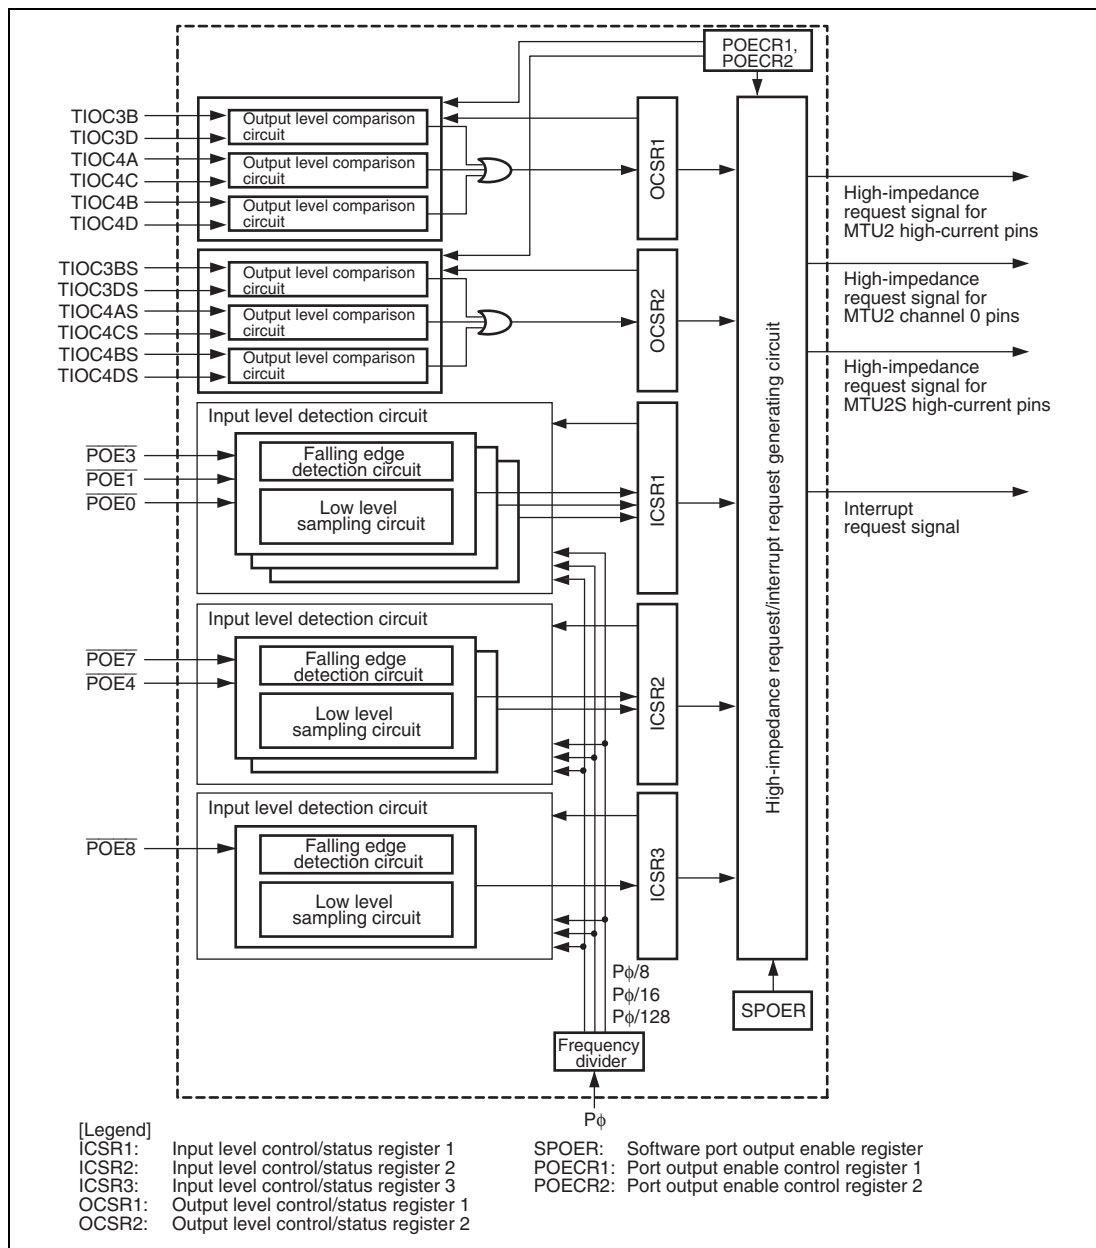 POECR1,
POECR2
TIOC3B
TIOC3D
TIOC4A
TIOC4C
TIOC4B
TIOC4D
Output level comparison
circuit
Output level comparison
circuit
Output level comparison
circuit
OCSR1
TIOC3BS
TIOC3DS
TIOC4AS
TIOC4CS
TIOC4BS
TIOC4DS
Output level comparison
circuit
Output level comparison
circuit
Output level comparison
circuit
OCSR2
High-impedance
request signal for
MTU2 high-current pins
High-impedance
request signal for
MTU2 channel 0 pins
High-impedance
request signal for
MTU2S high-current pins
Interrupt
request signal
High-impedance request/interrupt request generating circuit
Input level detection circuit
P̅O̅E̅3̅
P̅O̅E̅1̅
P̅O̅E̅0̅
Falling edge
detection circuit
Low level
sampling circuit
ICSR1
Input level detection circuit
P̅O̅E̅7̅
P̅O̅E̅4̅
Falling edge
detection circuit
Low level
sampling circuit
ICSR2
Input level detection circuit
P̅O̅E̅8̅
Falling edge
detection circuit
Low level
sampling circuit
ICSR3
Pϕ/8
Pϕ/16
Pϕ/128
SPOER
Frequency
divider
Pϕ
[Legend]
ICSR1: Input level control/status register 1
ICSR2: Input level control/status register 2
ICSR3: Input level control/status register 3
OCSR1: Output level control/status register 1
OCSR2: Output level control/status register 2
SPOER: Software port output enable register
POECR1: Port output enable control register 1
POECR2: Port output enable control register 2